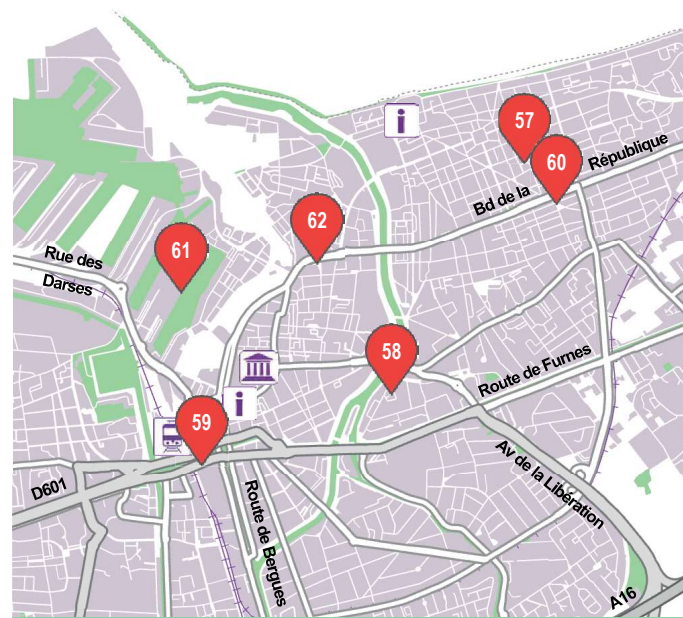 i
57
60
République
Bd de la
62
61
Rue des
Darses
58
Route de Furnes
i
59
D601
Av de la Libération
Route de Bergues
A16